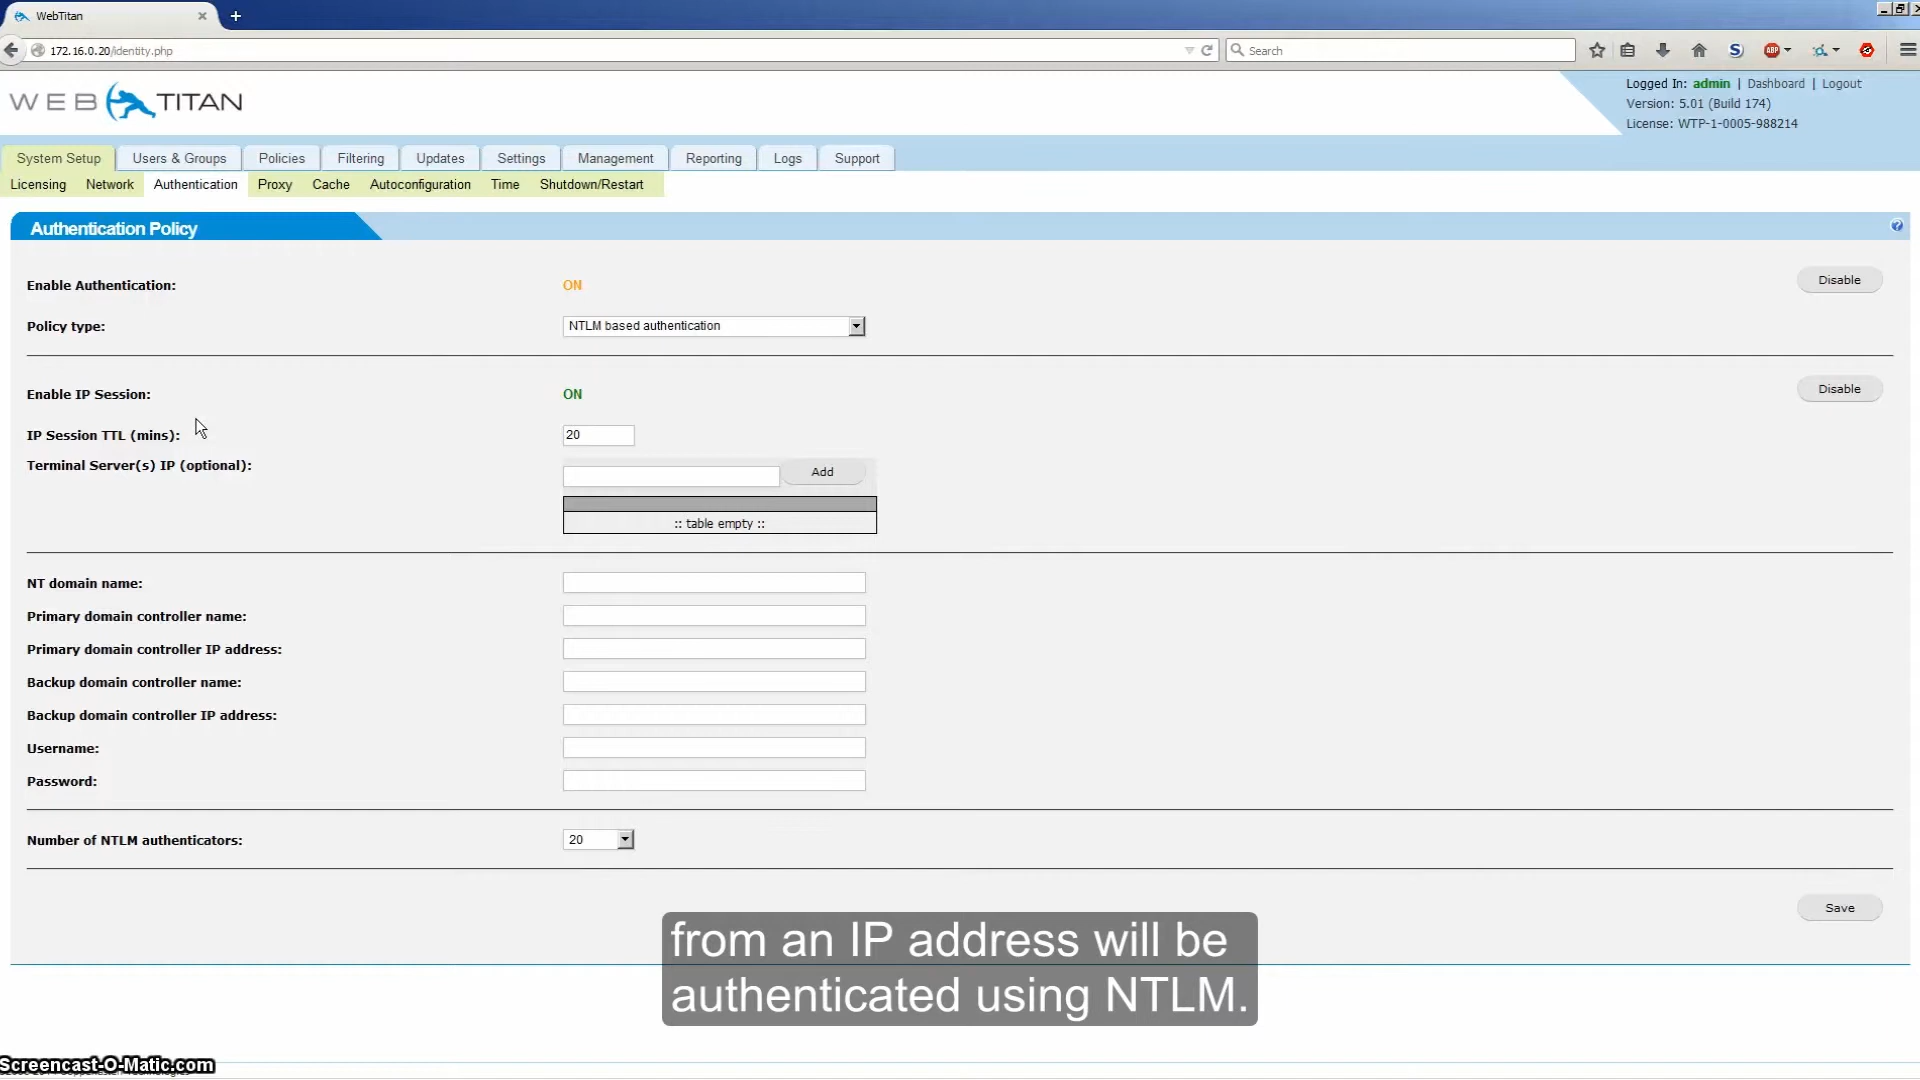 WebTitan
172.16.0.20/identity.php
Search
S
ABP
WEB TITAN
Logged In: admin | Dashboard | Logout
Version: 5.01 (Build 174)
License: WTP-1-0005-988214
System Setup Users & Groups Policies Filtering Updates Settings Management Reporting Logs Support
Licensing Network Authentication Proxy Cache Autoconfiguration Time Shutdown/Restart
Authentication Policy
?
Enable Authentication: ON Disable
Policy type: NTLM based authentication
Enable IP Session: ON Disable
IP Session TTL (mins): 20
Terminal Server(s) IP (optional): Add
:: table empty ::
NT domain name:
Primary domain controller name:
Primary domain controller IP address:
Backup domain controller name:
Backup domain controller IP address:
Username:
Password:
Number of NTLM authenticators: 20
Save
from an IP address will be
authenticated using NTLM.
Screencast-O-Matic.com